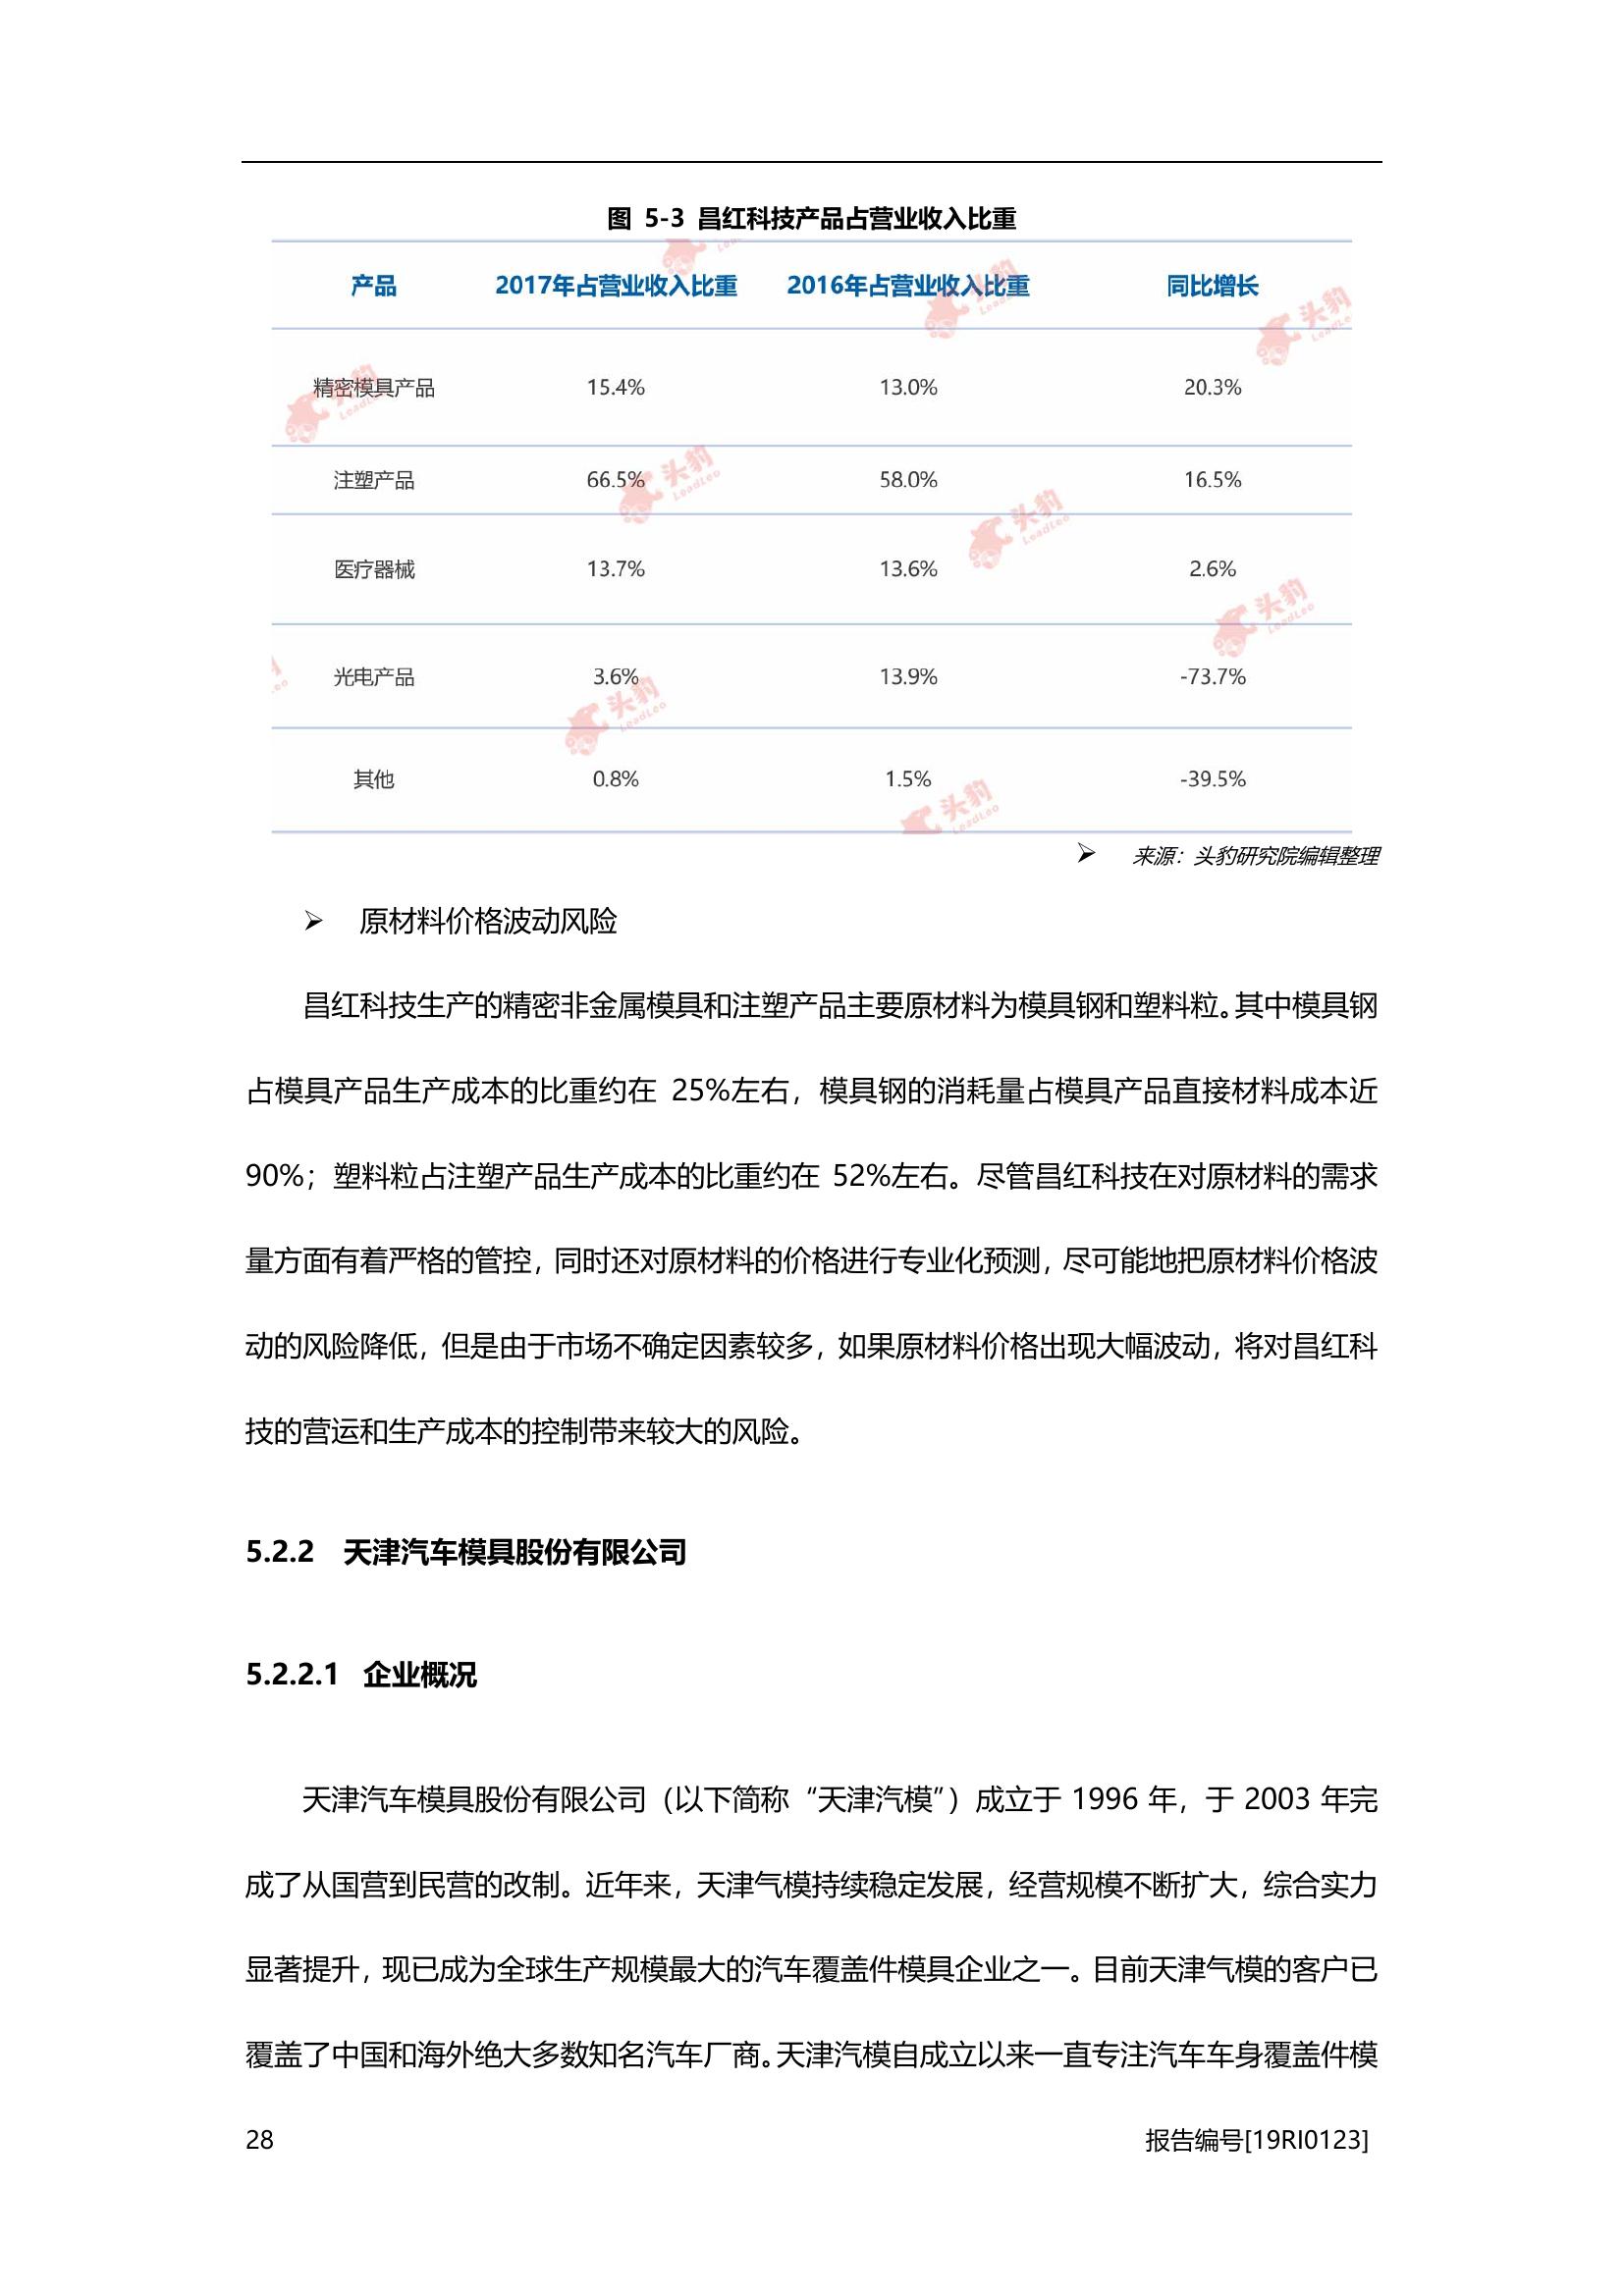 图 5-3 昌红科技产品占营业收入比重
产品 2017年占营业收入比重 2016年占营业收入比重 同比增长
精密模具产品 15.4% 13.0% 20.3%
注塑产品 66.5% 58.0% 16.5%
医疗器械 13.7% 13.6% 2.6%
光电产品 3.6% 13.9% -73.7%
其他 0.8% 1.5% -39.5%
➢ 来源：头豹研究院编辑整理
➢ 原材料价格波动风险
昌红科技生产的精密非金属模具和注塑产品主要原材料为模具钢和塑料粒。其中模具钢
占模具产品生产成本的比重约在 25%左右，模具钢的消耗量占模具产品直接材料成本近
90%；塑料粒占注塑产品生产成本的比重约在 52%左右。尽管昌红科技在对原材料的需求
量方面有着严格的管控，同时还对原材料的价格进行专业化预测，尽可能地把原材料价格波
动的风险降低，但是由于市场不确定因素较多，如果原材料价格出现大幅波动，将对昌红科
技的营运和生产成本的控制带来较大的风险。
5.2.2 天津汽车模具股份有限公司
5.2.2.1 企业概况
天津汽车模具股份有限公司（以下简称“天津汽模”）成立于 1996 年，于 2003 年完
成了从国营到民营的改制。近年来，天津气模持续稳定发展，经营规模不断扩大，综合实力
显著提升，现已成为全球生产规模最大的汽车覆盖件模具企业之一。目前天津气模的客户已
覆盖了中国和海外绝大多数知名汽车厂商。天津汽模自成立以来一直专注汽车车身覆盖件模
28 报告编号[19RI0123]
头豹 LeadLeo
头豹 LeadLeo
头豹 LeadLeo
头豹 LeadLeo
头豹 LeadLeo
头豹 LeadLeo
头豹 LeadLeo
头豹 LeadLeo